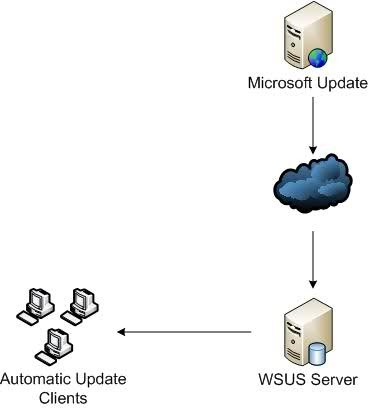 Microsoft Update
WSUS Server
Automatic Update
Clients